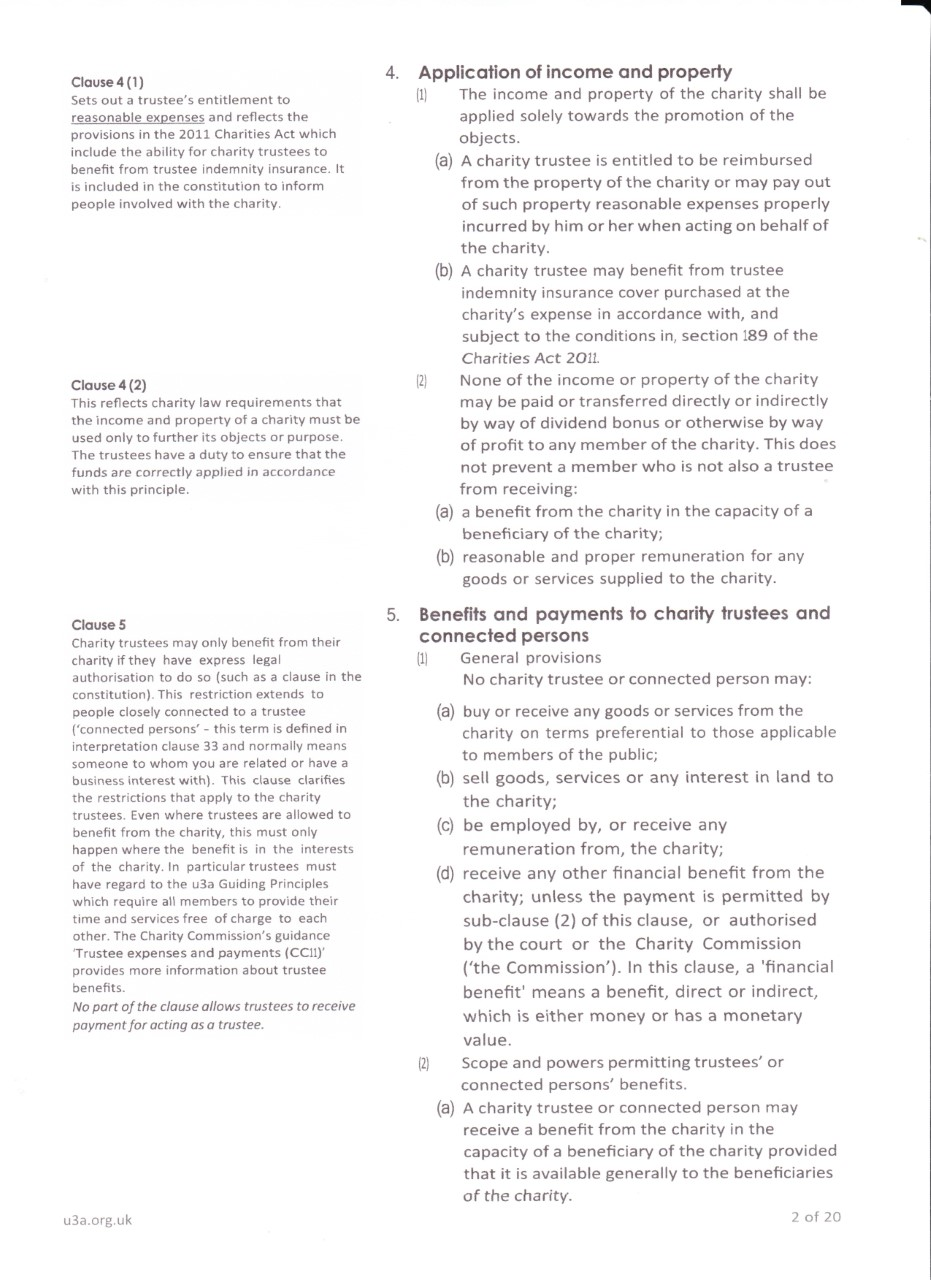 Clause 4 (1)
Sets out a trustee's entitlement to
reasonable expenses and reflects the
provisions in the 2011 Charities Act which
include the ability for charity trustees to
benefit from trustee indemnity insurance. It
is included in the constitution to inform
people involved with the charity.
4. Application of income and property
(1) The income and property of the charity shall be
applied solely towards the promotion of the
objects.
(a) A charity trustee is entitled to be reimbursed
from the property of the charity or may pay out
of such property reasonable expenses properly
incurred by him or her when acting on behalf of
the charity.
(b) A charity trustee may benefit from trustee
indemnity insurance cover purchased at the
charity's expense in accordance with, and
subject to the conditions in, section 189 of the
Charities Act 2011.
Clause 4 (2)
This reflects charity law requirements that
the income and property of a charity must be
used only to further its objects or purpose.
The trustees have a duty to ensure that the
funds are correctly applied in accordance
with this principle.
(2) None of the income or property of the charity
may be paid or transferred directly or indirectly
by way of dividend bonus or otherwise by way
of profit to any member of the charity. This does
not prevent a member who is not also a trustee
from receiving:
(a) a benefit from the charity in the capacity of a
beneficiary of the charity;
(b) reasonable and proper remuneration for any
goods or services supplied to the charity.
Clause 5
Charity trustees may only benefit from their
charity if they have express legal
authorisation to do so (such as a clause in the
constitution). This restriction extends to
people closely connected to a trustee
('connected persons' – this term is defined in
interpretation clause 33 and normally means
someone to whom you are related or have a
business interest with). This clause clarifies
the restrictions that apply to the charity
trustees. Even where trustees are allowed to
benefit from the charity, this must only
happen where the benefit is in the interests
of the charity. In particular trustees must
have regard to the u3a Guiding Principles
which require all members to provide their
time and services free of charge to each
other. The Charity Commission's guidance
'Trustee expenses and payments (CC11)'
provides more information about trustee
benefits.
No part of the clause allows trustees to receive
payment for acting as a trustee.
5. Benefits and payments to charity trustees and
connected persons
(1) General provisions
No charity trustee or connected person may:
(a) buy or receive any goods or services from the
charity on terms preferential to those applicable
to members of the public;
(b) sell goods, services or any interest in land to
the charity;
(c) be employed by, or receive any
remuneration from, the charity;
(d) receive any other financial benefit from the
charity; unless the payment is permitted by
sub-clause (2) of this clause, or authorised
by the court or the Charity Commission
('the Commission'). In this clause, a 'financial
benefit' means a benefit, direct or indirect,
which is either money or has a monetary
value.
(2) Scope and powers permitting trustees' or
connected persons' benefits.
(a) A charity trustee or connected person may
receive a benefit from the charity in the
capacity of a beneficiary of the charity provided
that it is available generally to the beneficiaries
of the charity.
u3a.org.uk
2 of 20